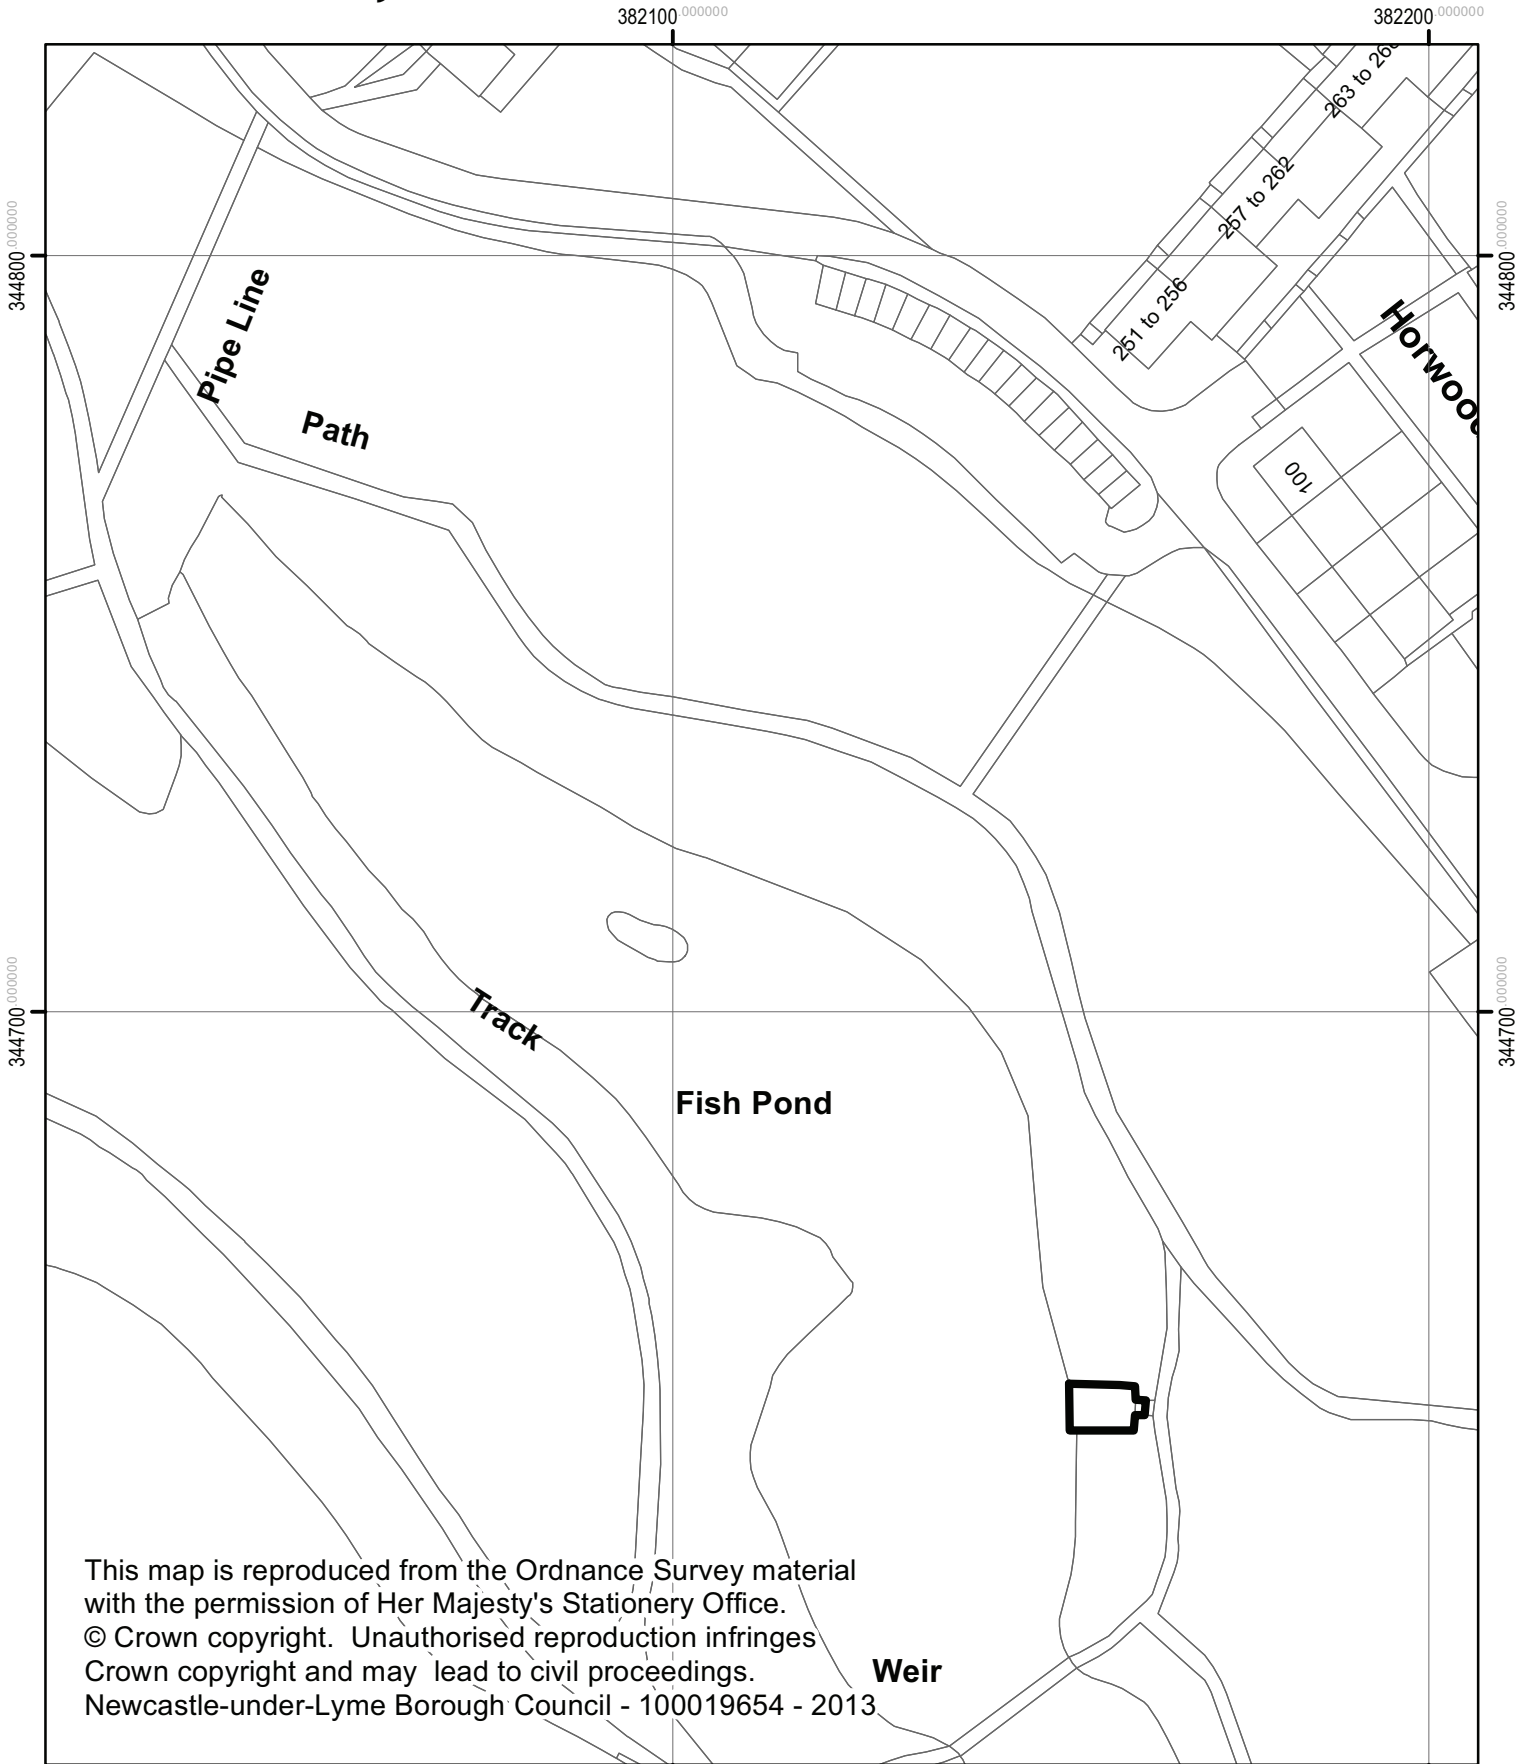 382100.000000
382200.000000
263 to 268
257 to 262
251 to 256
344800.000000
344800.000000
Pipe Line
Path
100
344700.000000
344700.000000
Track
Fish Pond
Weir
This map is reproduced from the Ordnance Survey material
with the permission of Her Majesty's Stationery Office.
© Crown copyright. Unauthorised reproduction infringes
Crown copyright and may lead to civil proceedings.
Newcastle-under-Lyme Borough Council - 100019654 - 2013